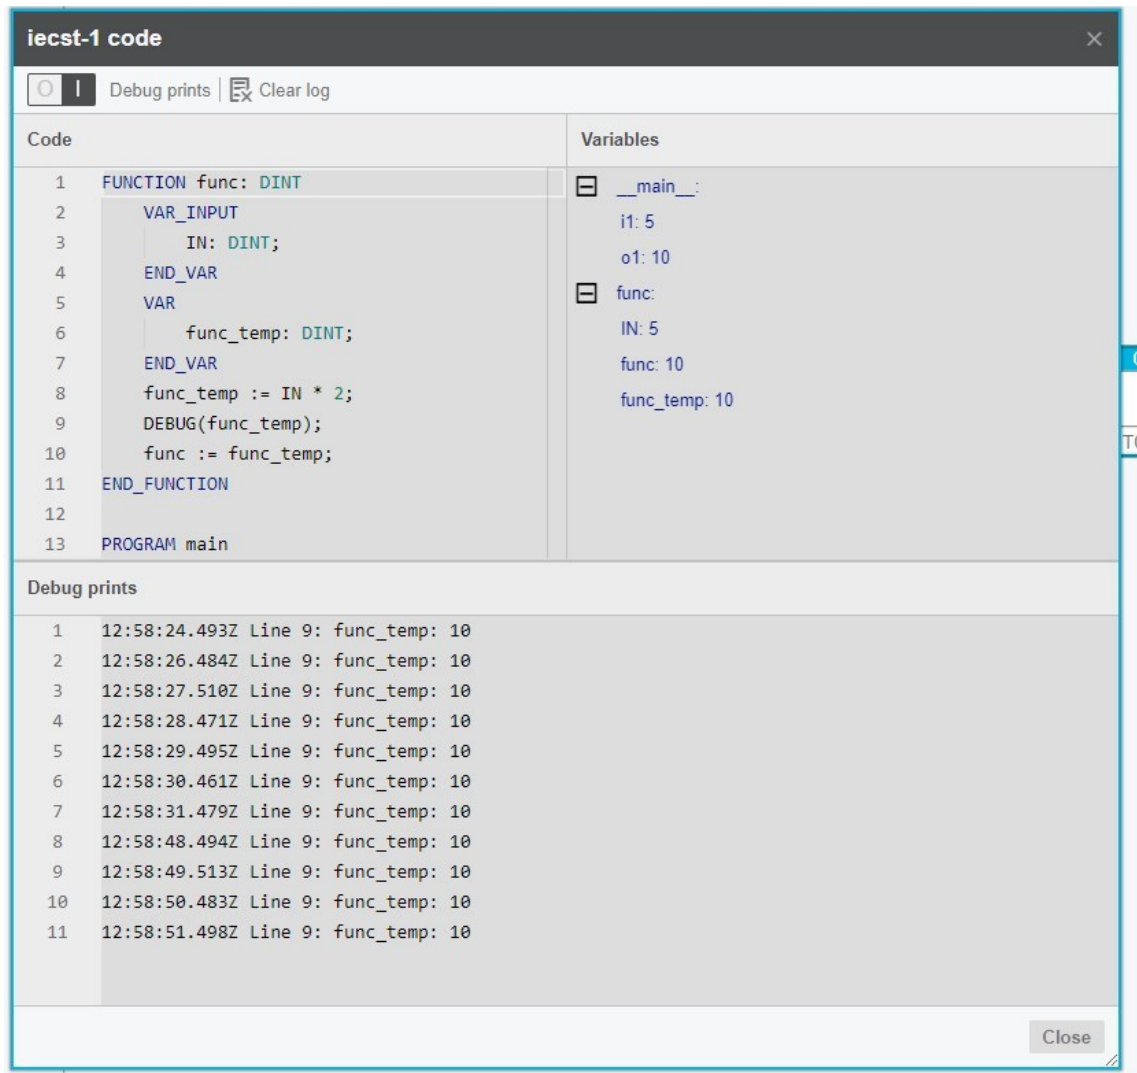 iecst-1 code
O I Debug prints Clear log
Code
Variables
1 FUNCTION func: DINT
2 VAR_INPUT
3 IN: DINT;
4 END_VAR
5 VAR
6 func_temp: DINT;
7 END_VAR
8 func_temp := IN * 2;
9 DEBUG(func_temp);
10 func := func_temp;
11 END_FUNCTION
12
13 PROGRAM main
__main__:
i1: 5
o1: 10
func:
IN: 5
func: 10
func_temp: 10
Debug prints
1 12:58:24.493Z Line 9: func_temp: 10
2 12:58:26.484Z Line 9: func_temp: 10
3 12:58:27.510Z Line 9: func_temp: 10
4 12:58:28.471Z Line 9: func_temp: 10
5 12:58:29.495Z Line 9: func_temp: 10
6 12:58:30.461Z Line 9: func_temp: 10
7 12:58:31.479Z Line 9: func_temp: 10
8 12:58:48.494Z Line 9: func_temp: 10
9 12:58:49.513Z Line 9: func_temp: 10
10 12:58:50.483Z Line 9: func_temp: 10
11 12:58:51.498Z Line 9: func_temp: 10
Close